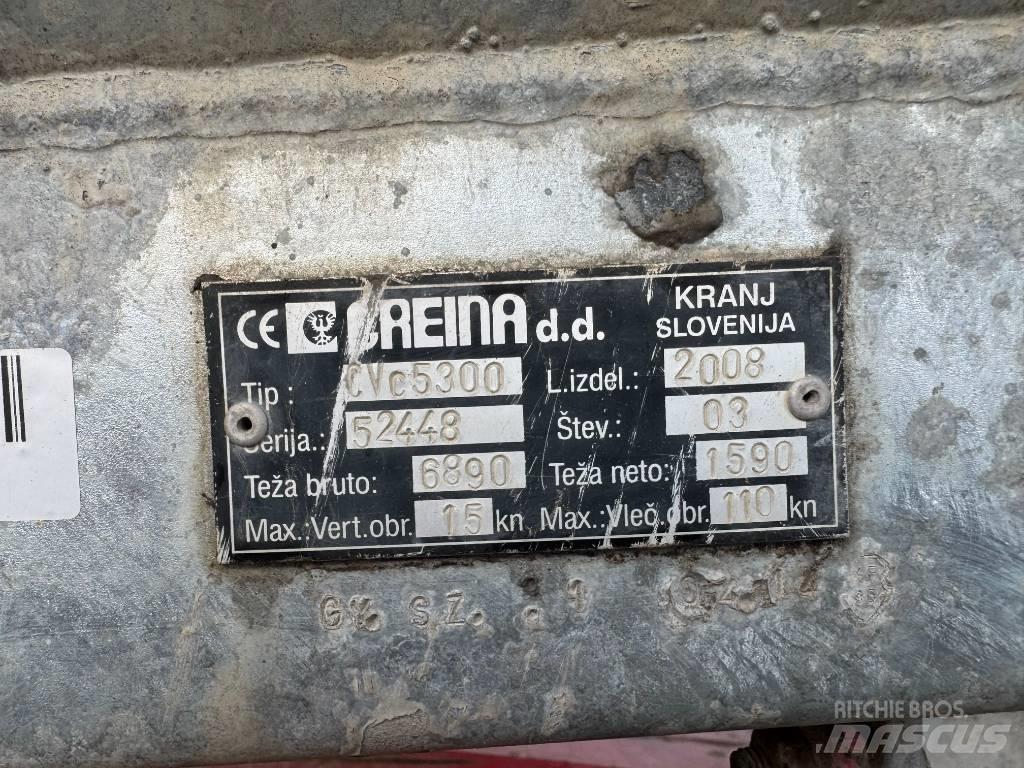 CE CREINA d.d. KRANJ
SLOVENIJA
Tip : CVc5300 L.izdel.: 2008
Serija.: 52448 Štev.: 03
Teža bruto: 6890 Teža neto: 1590
Max.:Vert.obr. 15 kn Max.:Vleč.obr. 110 kn
SZ.
RITCHIE BROS.
MASCUS